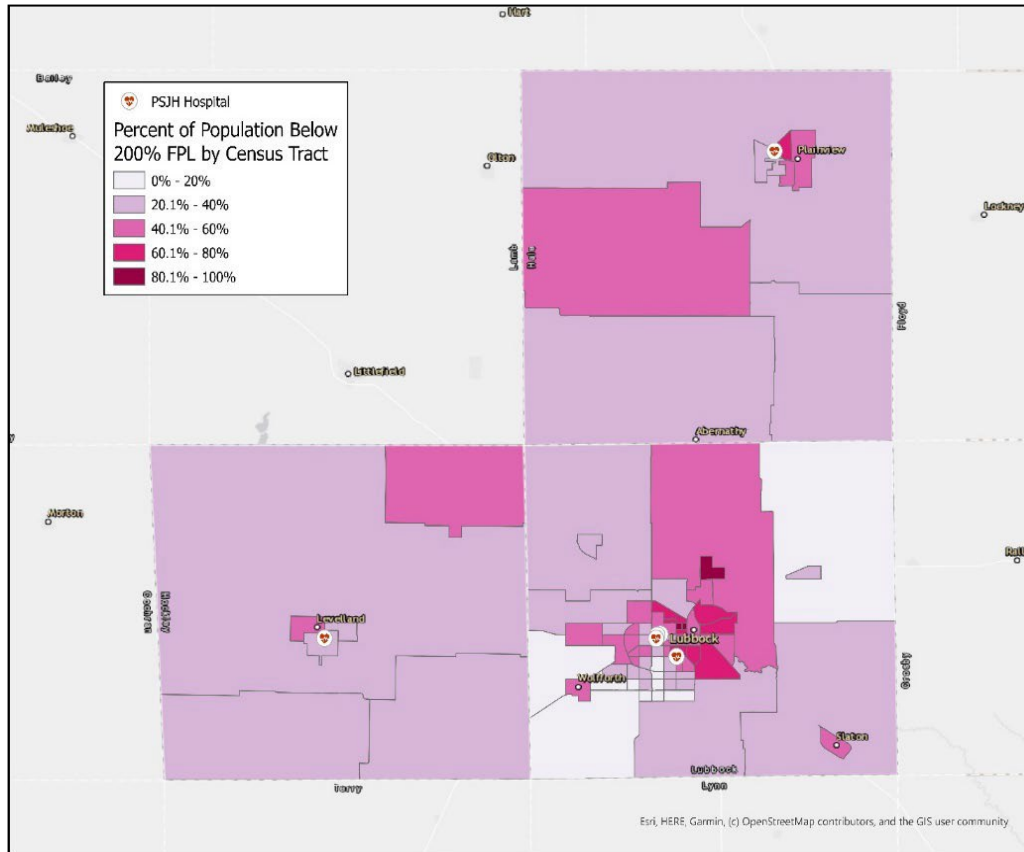 Hart
Bailey
PSJH Hospital
Percent of Population Below
200% FPL by Census Tract
0% - 20%
20.1% - 40%
40.1% - 60%
60.1% - 80%
80.1% - 100%
Muleshoe
Olton
Plainview
Lockney
Lamb
Hale
Floyd
Littlefield
Abernathy
Morton
Ral
Cochran
Hockley
Levelland
Lubbock
Wolfforth
Crosby
Slaton
Lubbock
Lynn
Terry
Esri, HERE, Garmin, (c) OpenStreetMap contributors, and the GIS user community